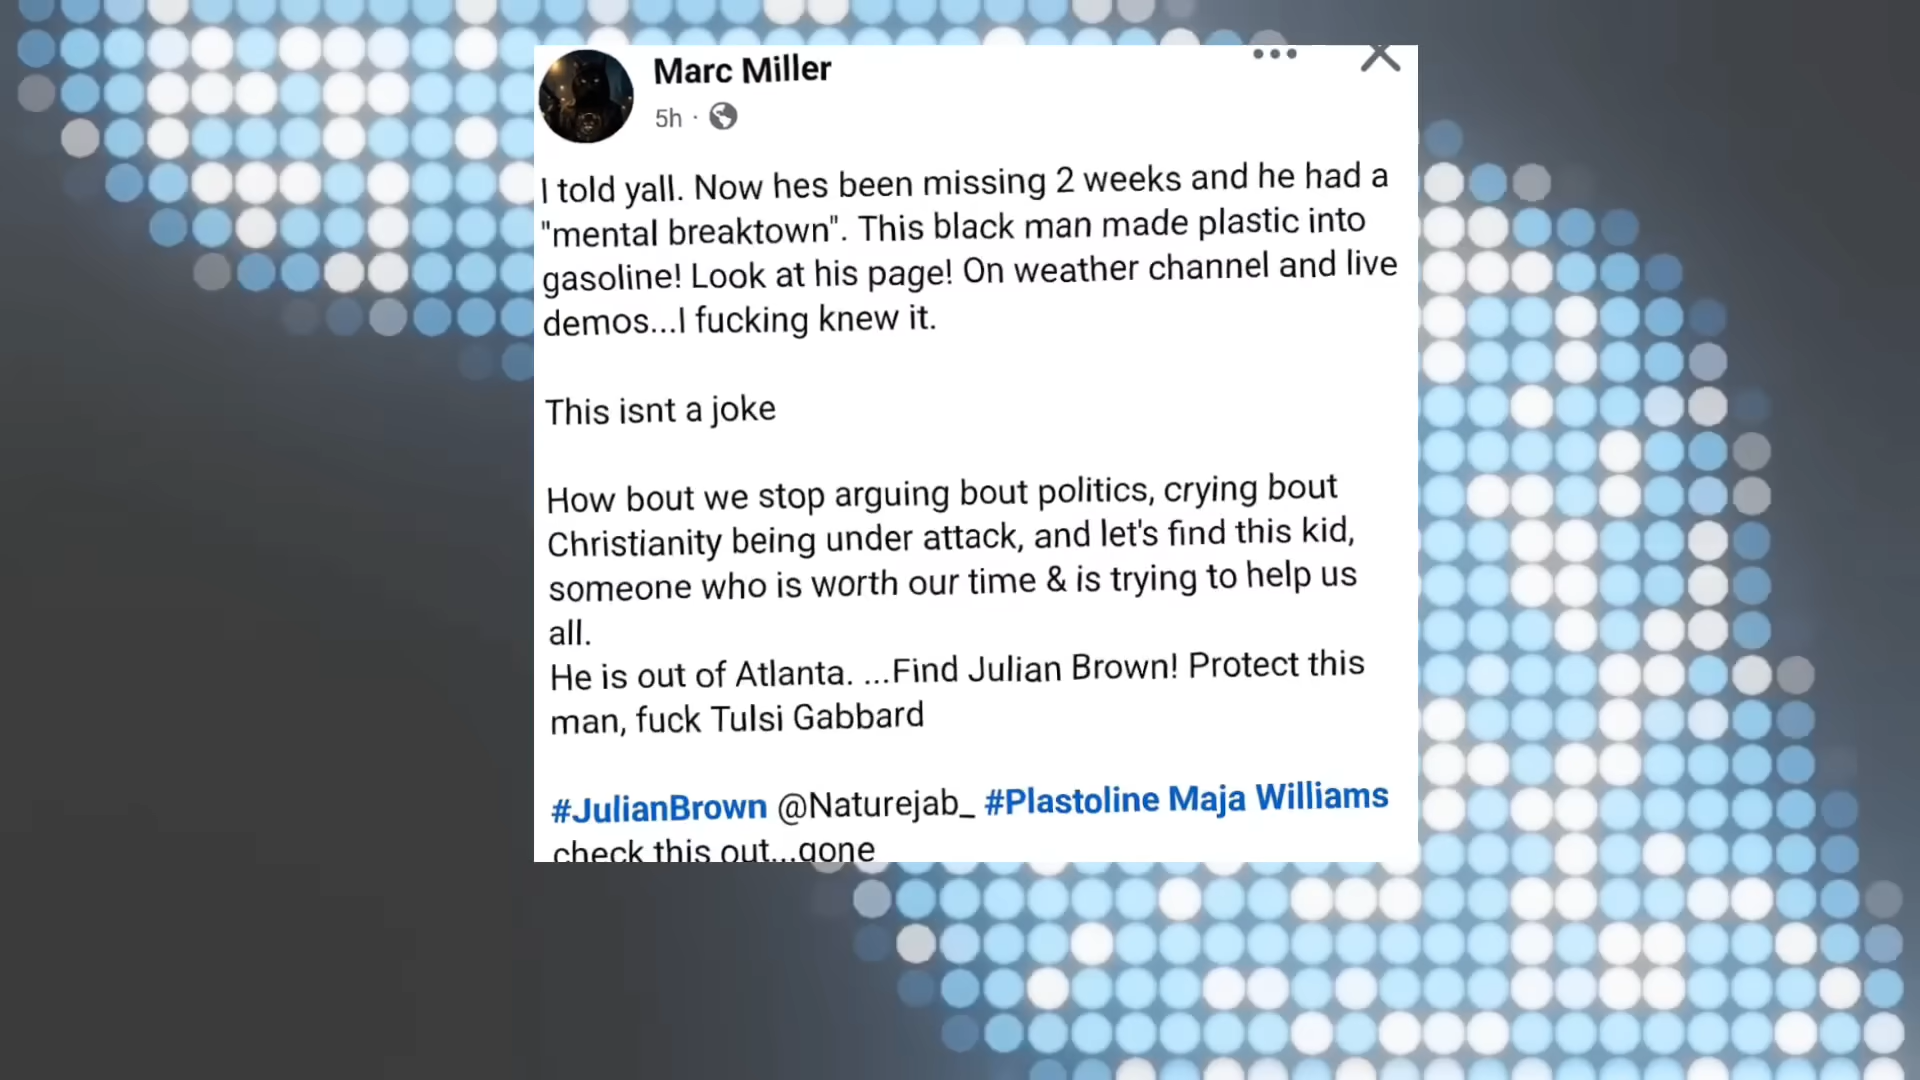 Marc Miller
5h ·
I told yall. Now hes been missing 2 weeks and he had a
"mental breaktown". This black man made plastic into
gasoline! Look at his page! On weather channel and live
demos...I fucking knew it.
This isnt a joke
How bout we stop arguing bout politics, crying bout
Christianity being under attack, and let's find this kid,
someone who is worth our time & is trying to help us
all.
He is out of Atlanta. ...Find Julian Brown! Protect this
man, fuck Tulsi Gabbard
#JulianBrown @Naturejab_ #Plastoline Maja Williams
check this out...gone